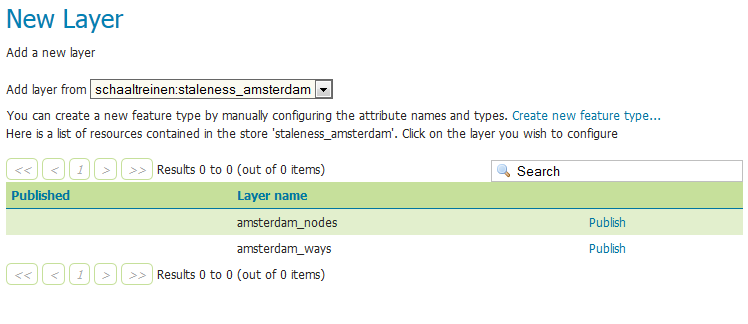 New Layer
Add a new layer
Add layer from schaaltreinen:staleness_amsterdam
You can create a new feature type by manually configuring the attribute names and types. Create new feature type...
Here is a list of resources contained in the store 'staleness_amsterdam'. Click on the layer you wish to configure
<< < 1 > >> Results 0 to 0 (out of 0 items) Search
Published Layer name
amsterdam_nodes Publish
amsterdam_ways Publish
<< < 1 > >> Results 0 to 0 (out of 0 items)